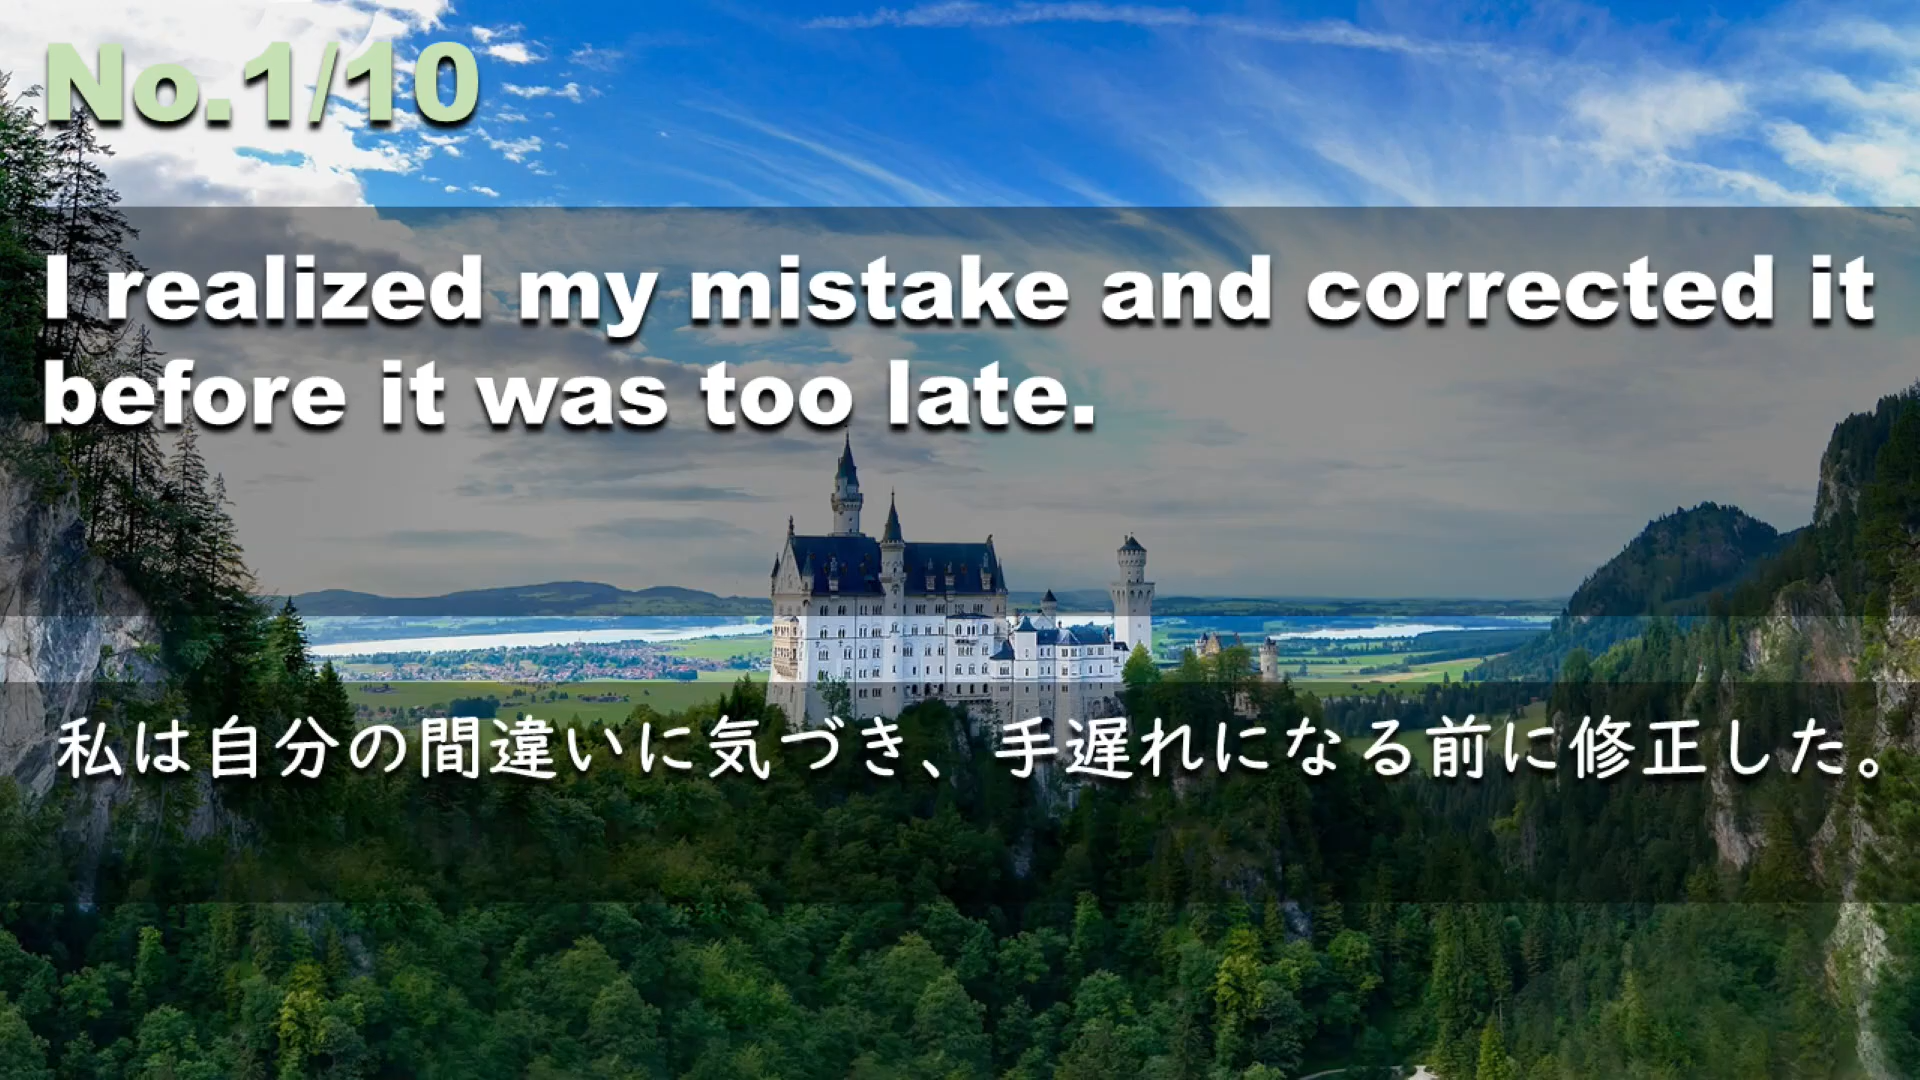 No.1/10
I realized my mistake and corrected it
before it was too late.
私は自分の間違いに気づき、手遅れになる前に修正した。